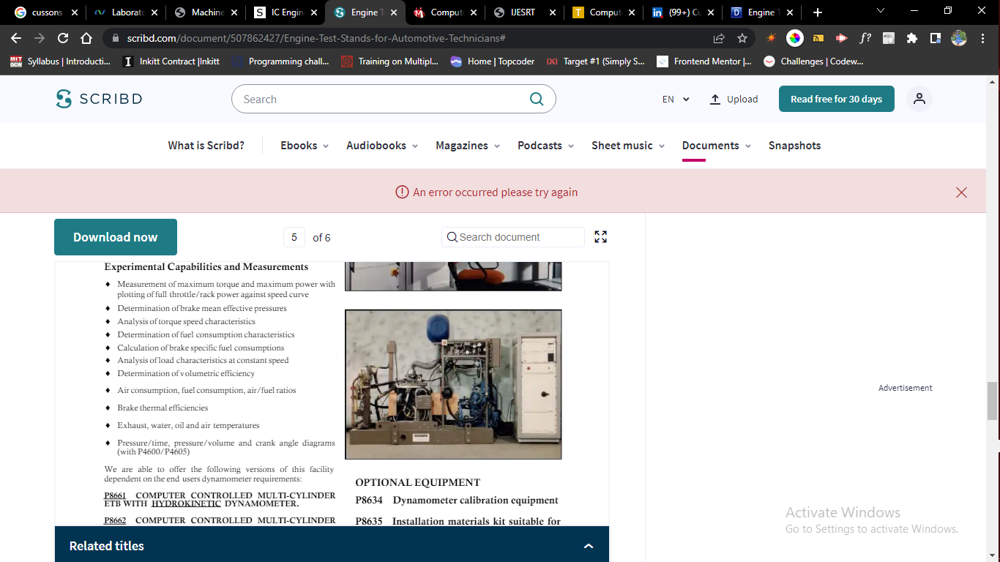 cussons
Laborato
Machine
IC Engin
Engine T
Compute
IJESRT
Compute
(99+) Cu
Engine T
scribd.com/document/507862427/Engine-Test-Stands-for-Automotive-Technicians#
Syllabus | Introducti...
Inkitt Contract |Inkitt
Programming chall...
Training on Multipl...
Home | Topcoder
Target #1 (Simply S...
Frontend Mentor |...
Challenges | Codew...
SCRIBD
Search
EN
Upload
Read free for 30 days
What is Scribd?
Ebooks
Audiobooks
Magazines
Podcasts
Sheet music
Documents
Snapshots
An error occurred please try again
Download now
5 of 6
Search document
Experimental Capabilities and Measurements
♦ Measurement of maximum torque and maximum power with
plotting of full throttle/rack power against speed curve
♦ Determination of brake mean effective pressures
♦ Analysis of torque speed characteristics
♦ Determination of fuel consumption characteristics
♦ Calculation of brake specific fuel consumptions
♦ Analysis of load characteristics at constant speed
♦ Determination of volumetric efficiency
♦ Air consumption, fuel consumption, air/fuel ratios
♦ Brake thermal efficiencies
♦ Exhaust, water, oil and air temperatures
♦ Pressure/time, pressure/volume and crank angle diagrams
(with P4600/P4605)
We are able to offer the following versions of this facility
dependent on the end users dynamometer requirements:
P8661 COMPUTER CONTROLLED MULTI-CYLINDER
ETB WITH HYDROKINETIC DYNAMOMETER.
P8662 COMPUTER CONTROLLED MULTI-CYLINDER
OPTIONAL EQUIPMENT
P8634 Dynamometer calibration equipment
P8635 Installation materials kit suitable for
Related titles
Advertisement
Activate Windows
Go to Settings to activate Windows.